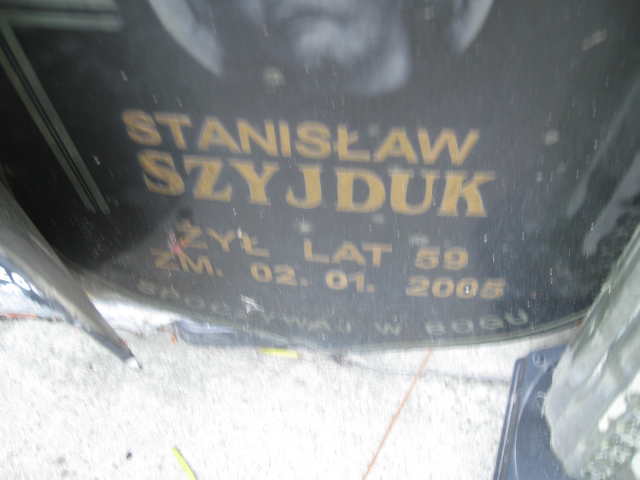 STANISŁAW
SZYJDUK
ŻYŁ LAT 59
ZM. 02. 01. 2005
SPOCZYWAJ W BOGU